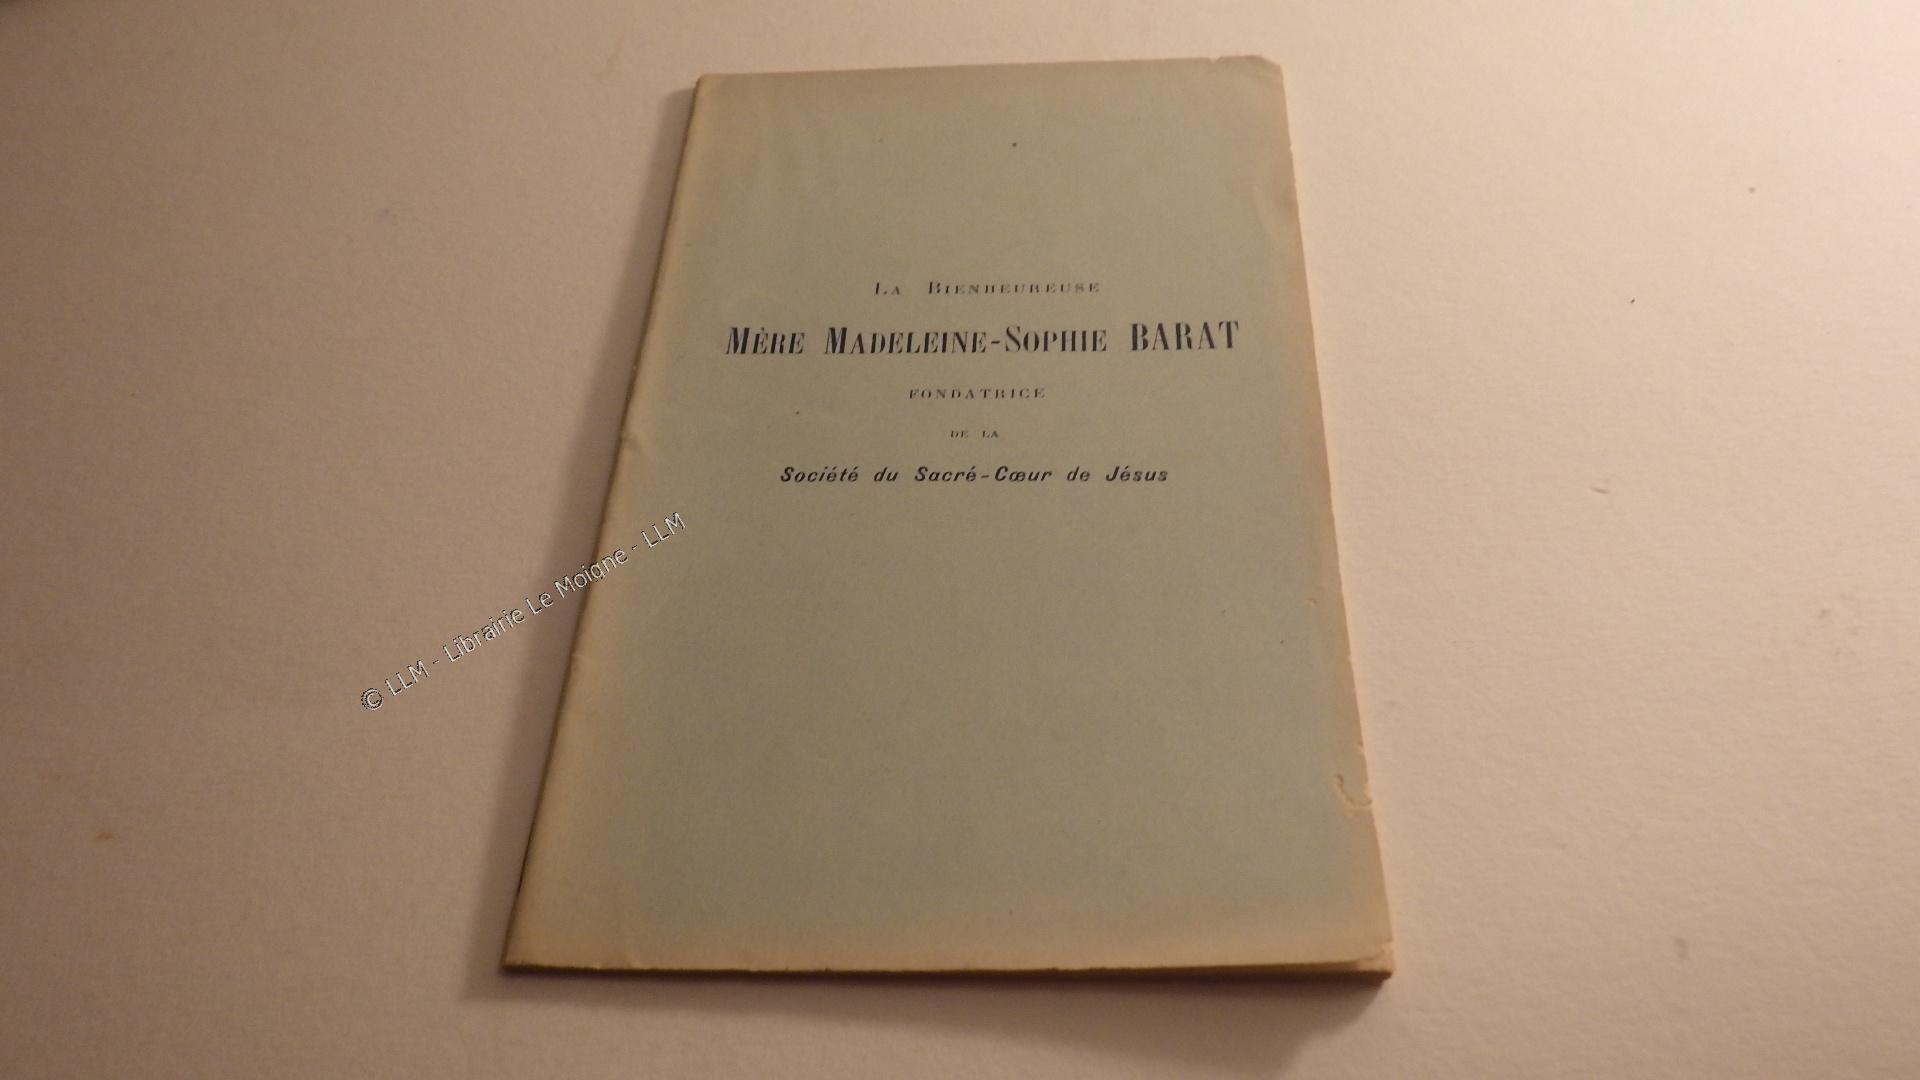 La Bienheureuse
Mère Madeleine-Sophie BARAT
FONDATRICE
DE LA
Société du Sacré-Cœur de Jésus
© LLM - Librairie Le Moigne - LLM